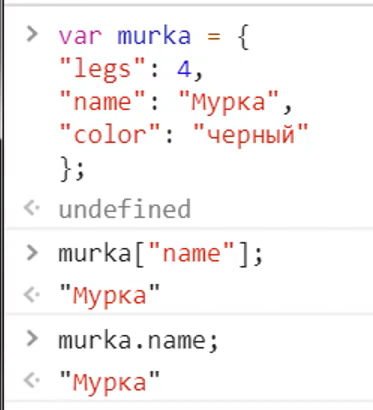 > var murka = {
"legs": 4,
"name": "Мурка",
"color": "черный"
};
<· undefined
> murka["name"];
<· "Мурка"
> murka.name;
<· "Мурка"